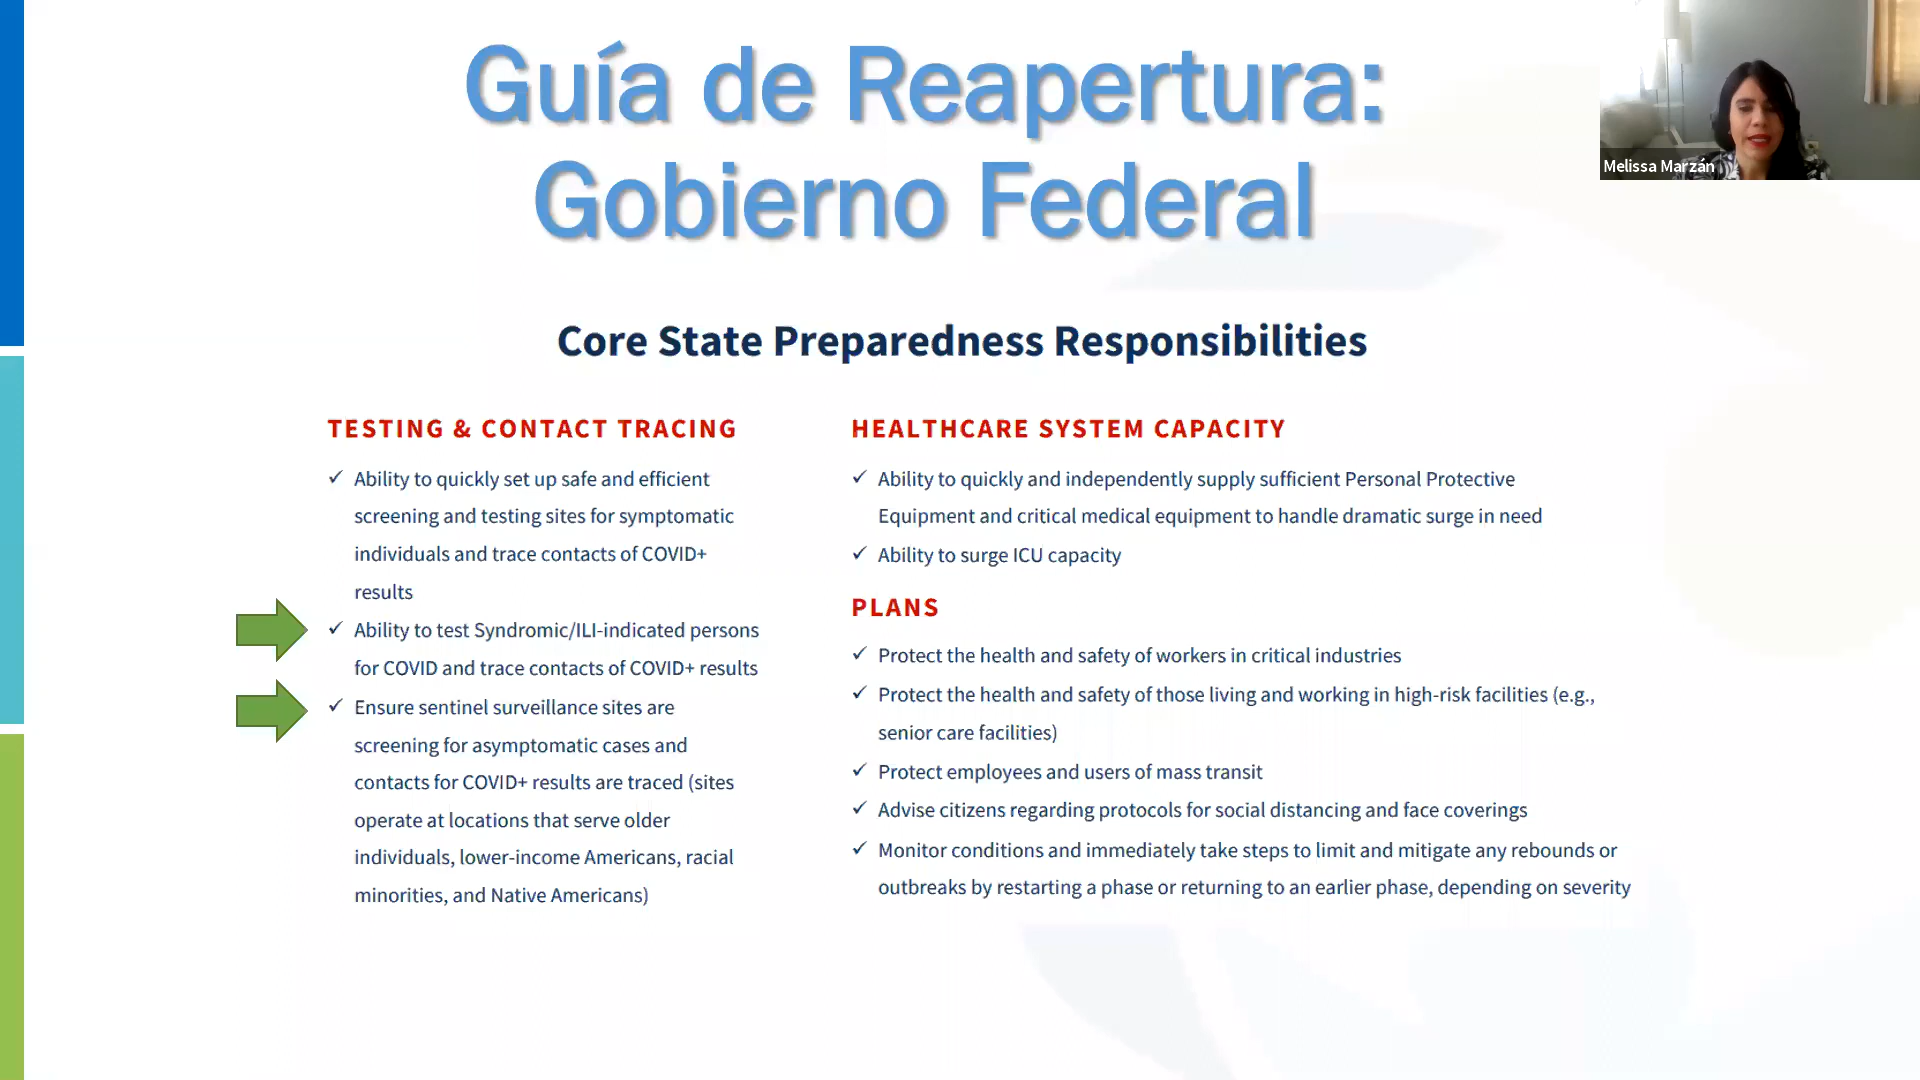 Guía de Reapertura:
Gobierno Federal
Melissa Marzán
Core State Preparedness Responsibilities
TESTING & CONTACT TRACING
Ability to quickly set up safe and efficient
screening and testing sites for symptomatic
individuals and trace contacts of COVID+
results
Ability to test Syndromic/ILI-indicated persons
for COVID and trace contacts of COVID+ results
Ensure sentinel surveillance sites are
screening for asymptomatic cases and
contacts for COVID+ results are traced (sites
operate at locations that serve older
individuals, lower-income Americans, racial
minorities, and Native Americans)
HEALTHCARE SYSTEM CAPACITY
Ability to quickly and independently supply sufficient Personal Protective
Equipment and critical medical equipment to handle dramatic surge in need
Ability to surge ICU capacity
PLANS
Protect the health and safety of workers in critical industries
Protect the health and safety of those living and working in high-risk facilities (e.g.,
senior care facilities)
Protect employees and users of mass transit
Advise citizens regarding protocols for social distancing and face coverings
Monitor conditions and immediately take steps to limit and mitigate any rebounds or
outbreaks by restarting a phase or returning to an earlier phase, depending on severity